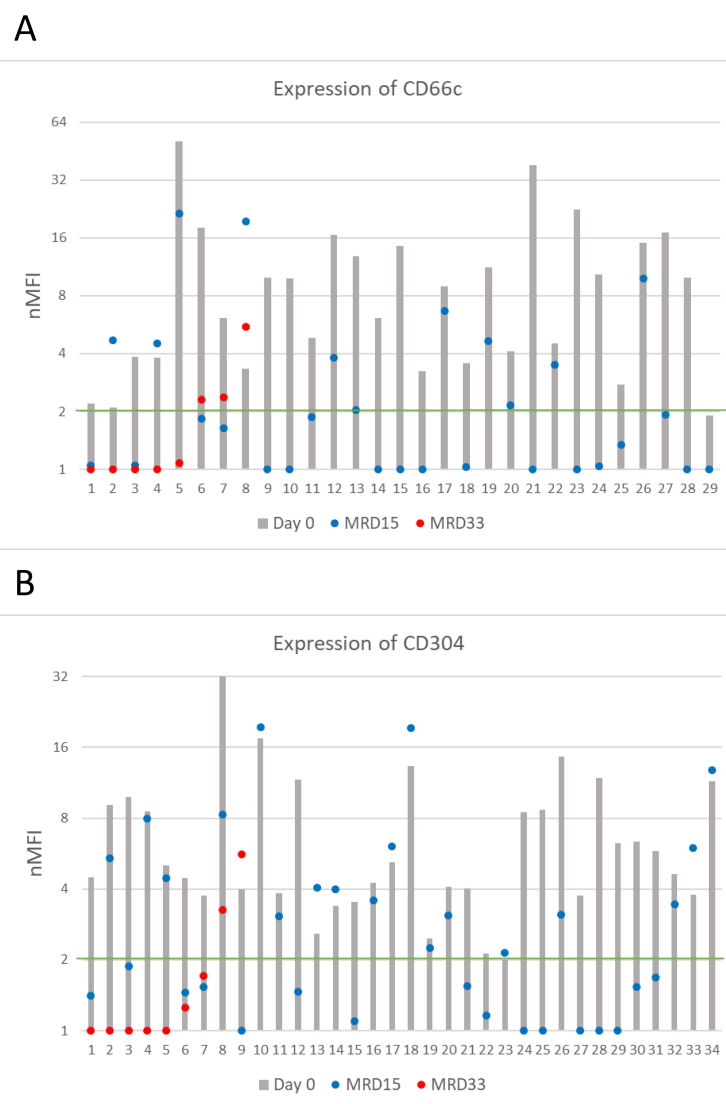 A
Expression of CD66c
64
32
16
8
4
2
1
nMFI
1 2 3 4 5 6 7 8 9 10 11 12 13 14 15 16 17 18 19 20 21 22 23 24 25 26 27 28 29
Day 0 MRD15 MRD33
B
Expression of CD304
32
16
8
4
2
1
nMFI
1 2 3 4 5 6 7 8 9 10 11 12 13 14 15 16 17 18 19 20 21 22 23 24 25 26 27 28 29 30 31 32 33 34
Day 0 MRD15 MRD33